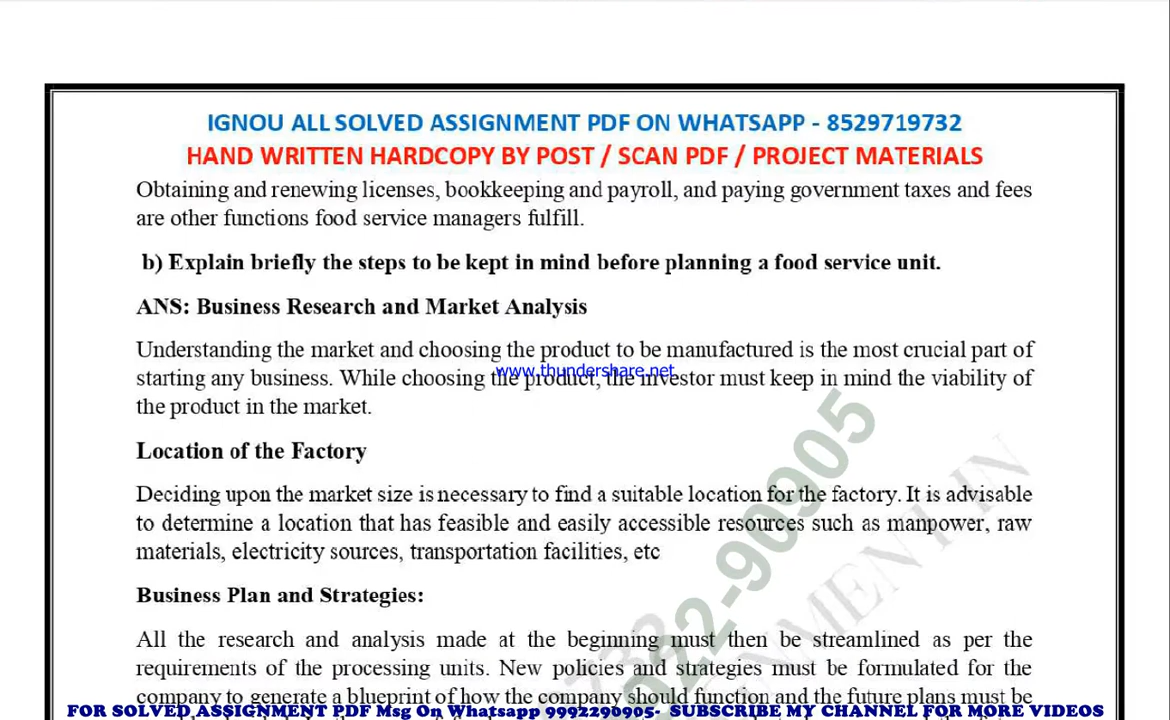 IGNOU ALL SOLVED ASSIGNMENT PDF ON WHATSAPP - 8529719732
HAND WRITTEN HARDCOPY BY POST / SCAN PDF / PROJECT MATERIALS
Obtaining and renewing licenses, bookkeeping and payroll, and paying government taxes and fees
are other functions food service managers fulfill.
b) Explain briefly the steps to be kept in mind before planning a food service unit.
ANS: Business Research and Market Analysis
Understanding the market and choosing the product to be manufactured is the most crucial part of
www.thundershare.net
starting any business. While choosing the product, the investor must keep in mind the viability of
the product in the market.
Location of the Factory
Deciding upon the market size is necessary to find a suitable location for the factory. It is advisable
to determine a location that has feasible and easily accessible resources such as manpower, raw
materials, electricity sources, transportation facilities, etc
Business Plan and Strategies:
All the research and analysis made at the beginning must then be streamlined as per the
requirements of the processing units. New policies and strategies must be formulated for the
company to generate a blueprint of how the company should function and the future plans must be
FOR SOLVED ASSIGNMENT PDF Msg On Whatsapp 9992290905- SUBSCRIBE MY CHANNEL FOR MORE VIDEOS
922-90905